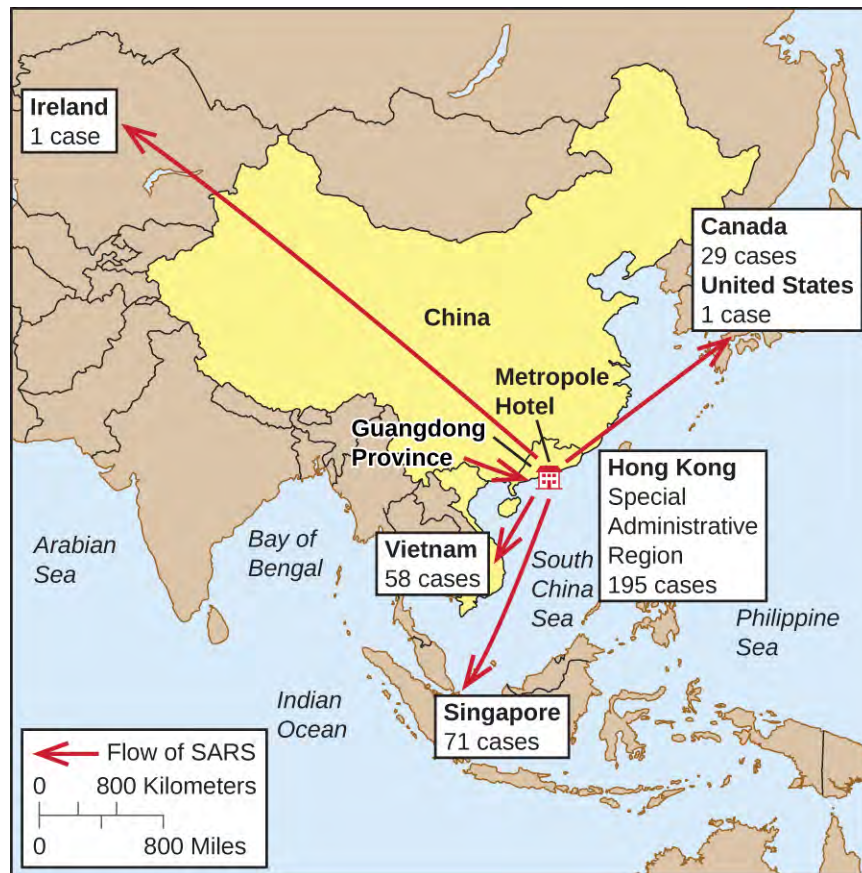 Ireland
1 case
Canada
29 cases
United States
1 case
China
Metropole
Hotel
Guangdong
Province
Hong Kong
Special
Administrative
Region
195 cases
Arabian
Sea
Bay of
Bengal
Vietnam
58 cases
South
China
Sea
Philippine
Sea
Indian
Ocean
Singapore
71 cases
Flow of SARS
0 800 Kilometers
0 800 Miles